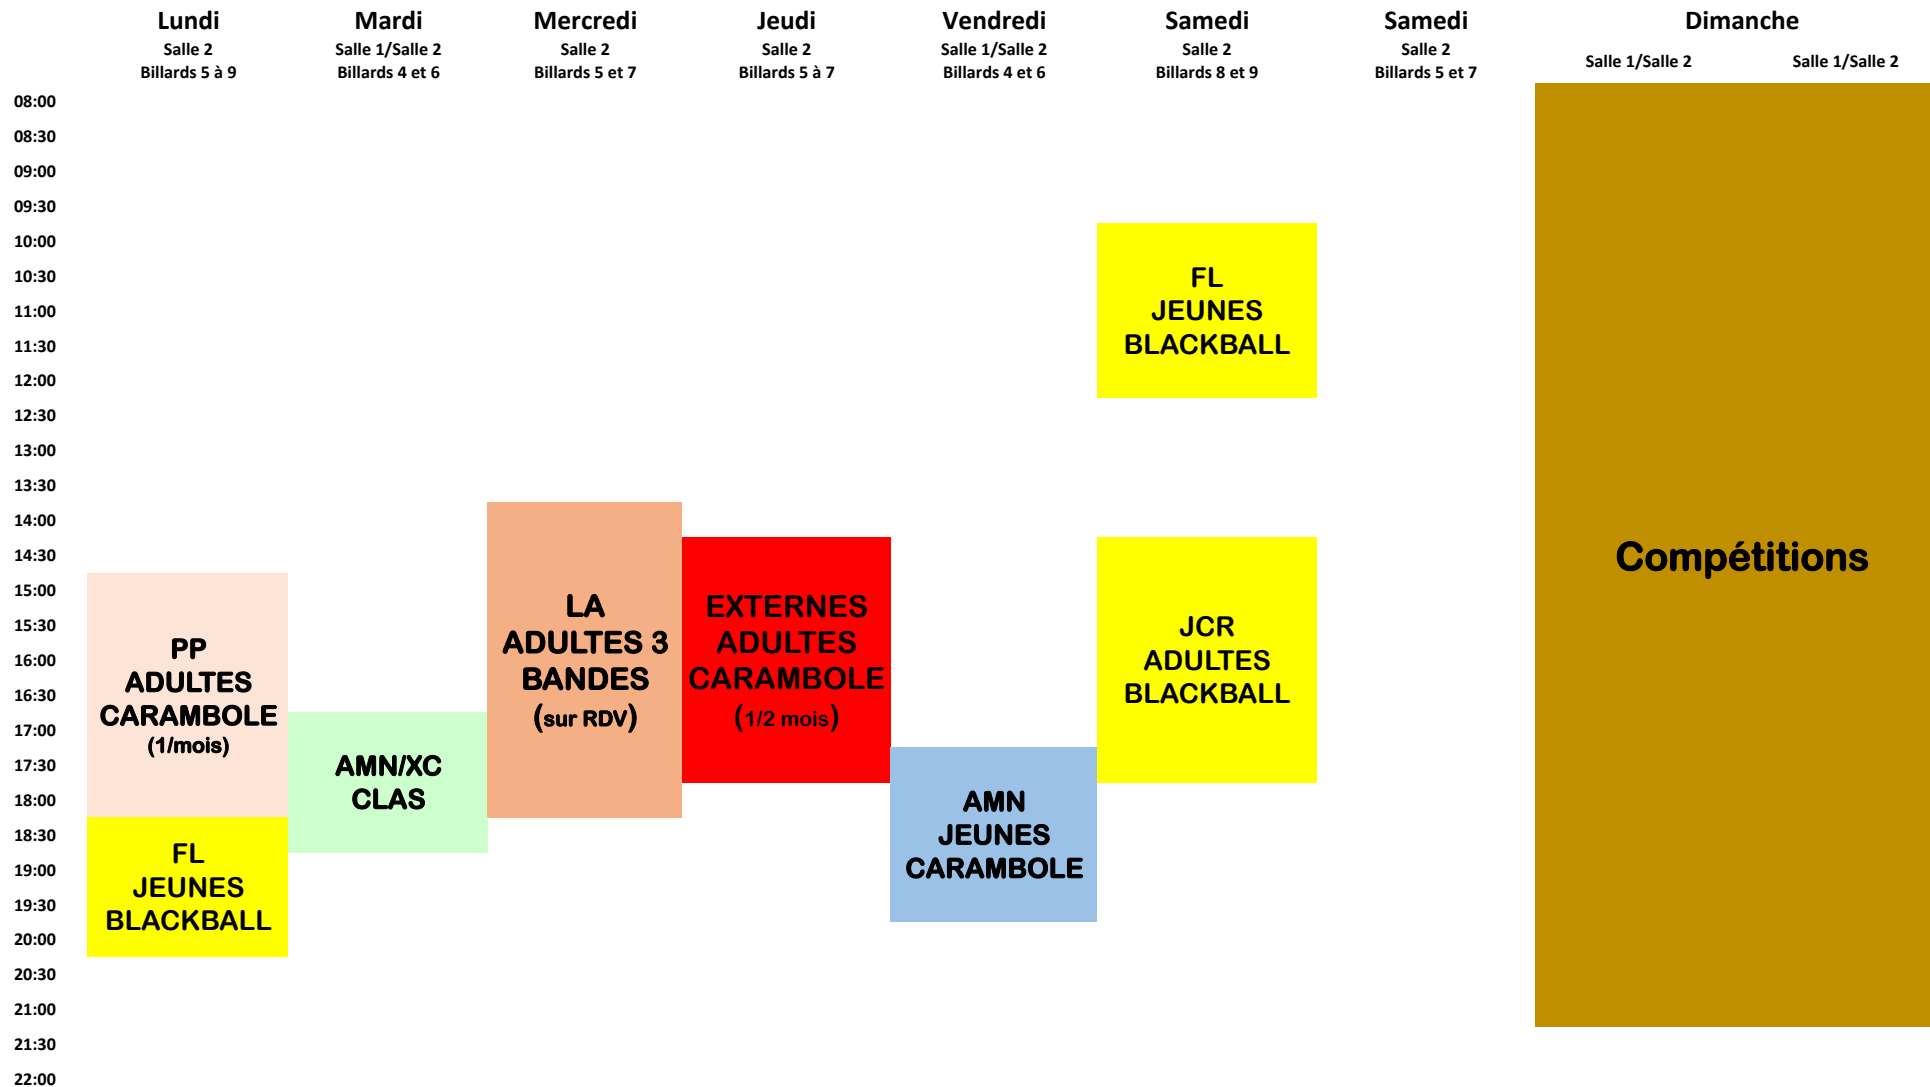 Lundi
Salle 2
Billards 5 à 9
Mardi
Salle 1/Salle 2
Billards 4 et 6
Mercredi
Salle 2
Billards 5 et 7
Jeudi
Salle 2
Billards 5 à 7
Vendredi
Salle 1/Salle 2
Billards 4 et 6
Samedi
Salle 2
Billards 8 et 9
Samedi
Salle 2
Billards 5 et 7
Dimanche
Salle 1/Salle 2
Salle 1/Salle 2
08:00
08:30
09:00
09:30
10:00
10:30
11:00
11:30
12:00
12:30
13:00
13:30
14:00
14:30
15:00
15:30
16:00
16:30
17:00
17:30
18:00
18:30
19:00
19:30
20:00
20:30
21:00
21:30
22:00
PP
ADULTES
CARAMBOLE
(1/mois)
FL
JEUNES
BLACKBALL
AMN/XC
CLAS
LA
ADULTES 3
BANDES
(sur RDV)
EXTERNES
ADULTES
CARAMBOLE
(1/2 mois)
AMN
JEUNES
CARAMBOLE
FL
JEUNES
BLACKBALL
JCR
ADULTES
BLACKBALL
Compétitions